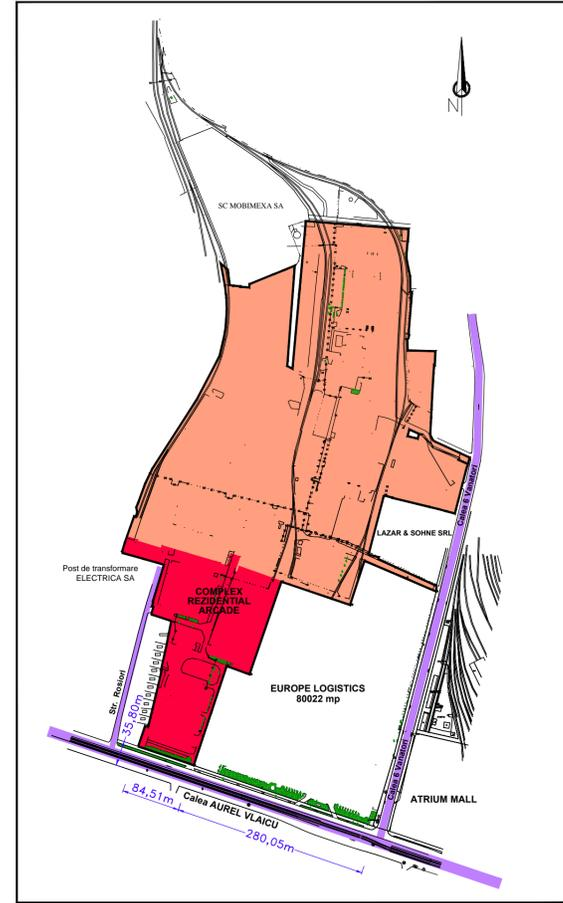 N
SC MOBIMEXA SA
Calea 6 Vanatori
LAZAR & SOHNE SRL
Post de transformare
ELECTRICA SA
COMPLEX
REZIDENTIAL
ARCADE
Str. Rosiori
EUROPE LOGISTICS
80022 mp
35,80m
Calea 6 Vanatori
ATRIUM MALL
84,51m
Calea AUREL VLAICU
280,05m